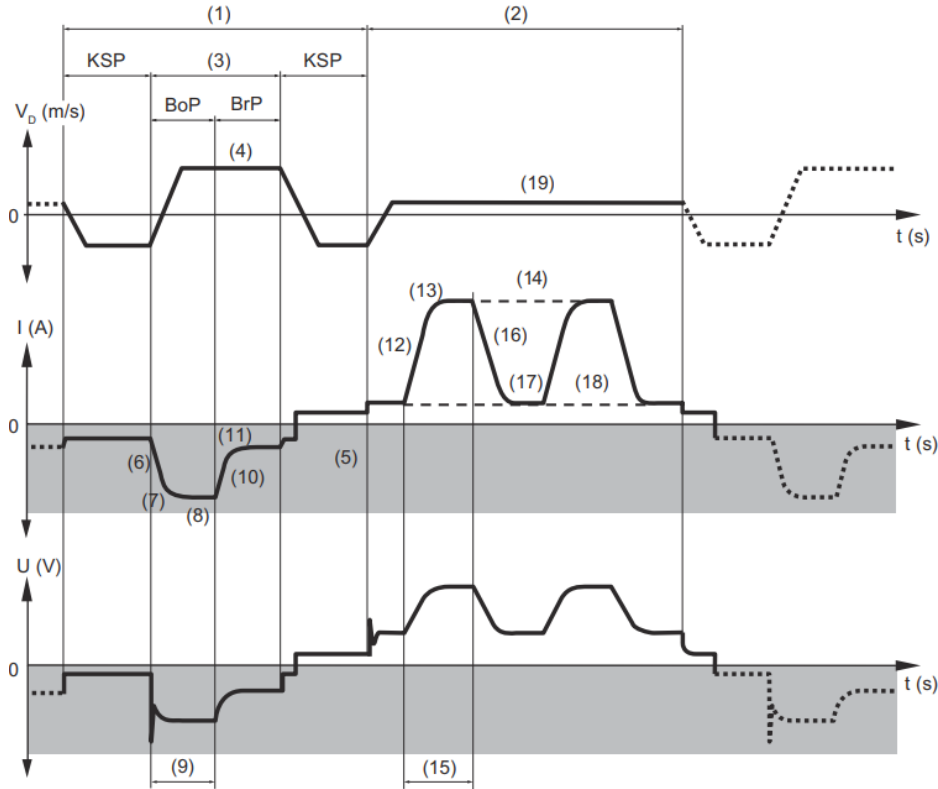 (1) (2)
KSP (3) KSP
BoP BrP
V_D (m/s)
(4)
(19)
0
t (s)
(13) (14)
I (A)
(12) (16)
(17) (18)
0
(11)
(6) (10) (5) t (s)
(7) (8)
U (V)
0
t (s)
(9) (15)